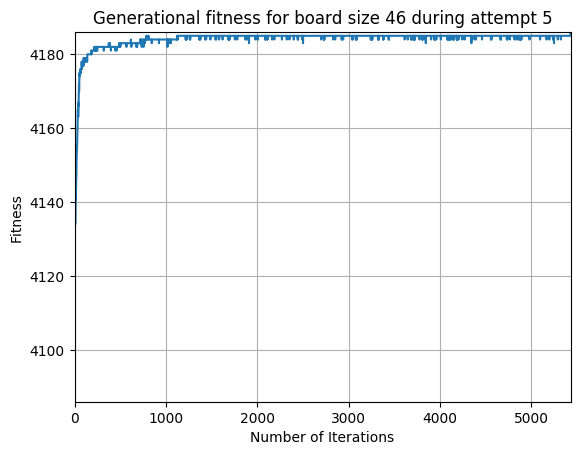 Generational fitness for board size 46 during attempt 5
4180
4160
4140
4120
4100
Fitness
0 1000 2000 3000 4000 5000
Number of Iterations